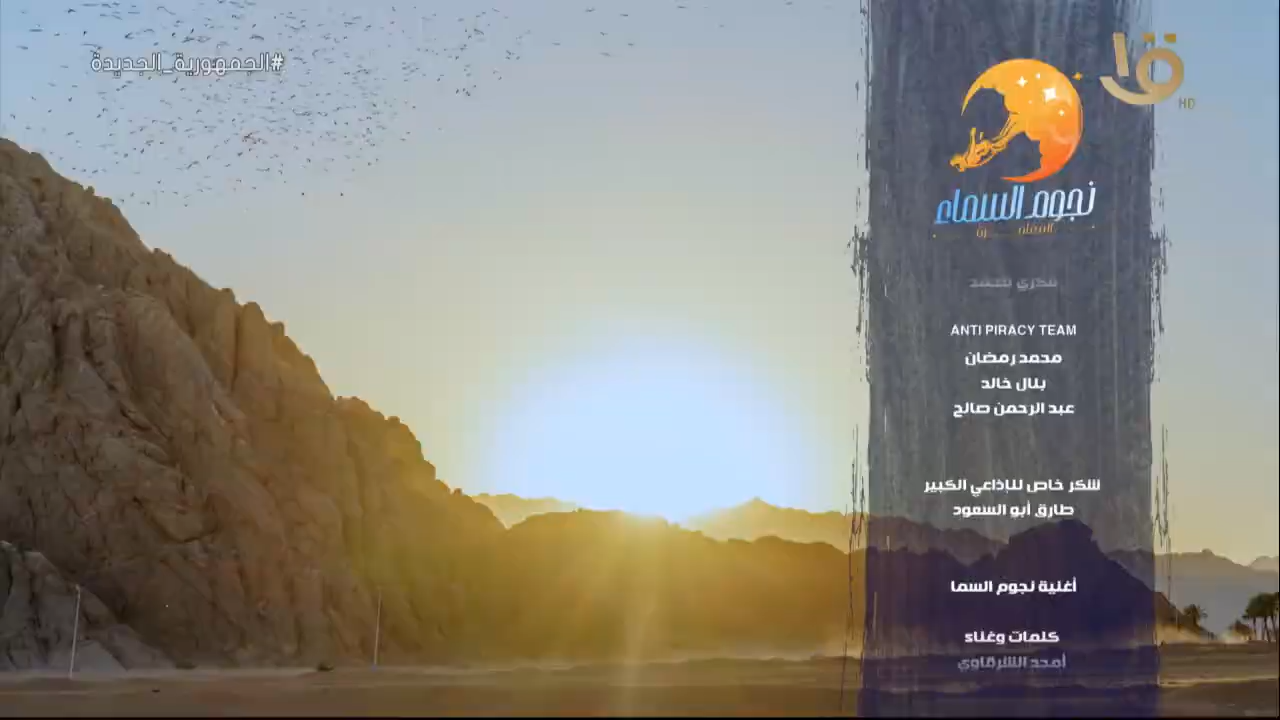 #الجمهورية_الجديدة
HD
نجوم السماء
ANTI PIRACY TEAM
محمد رمضان
بلال خالد
عبد الرحمن صالح
شكر خاص للإذاعي الكبير
طارق أبو السعود
أغنية نجوم السما
كلمات وغناء
أمجد الشرقاوي